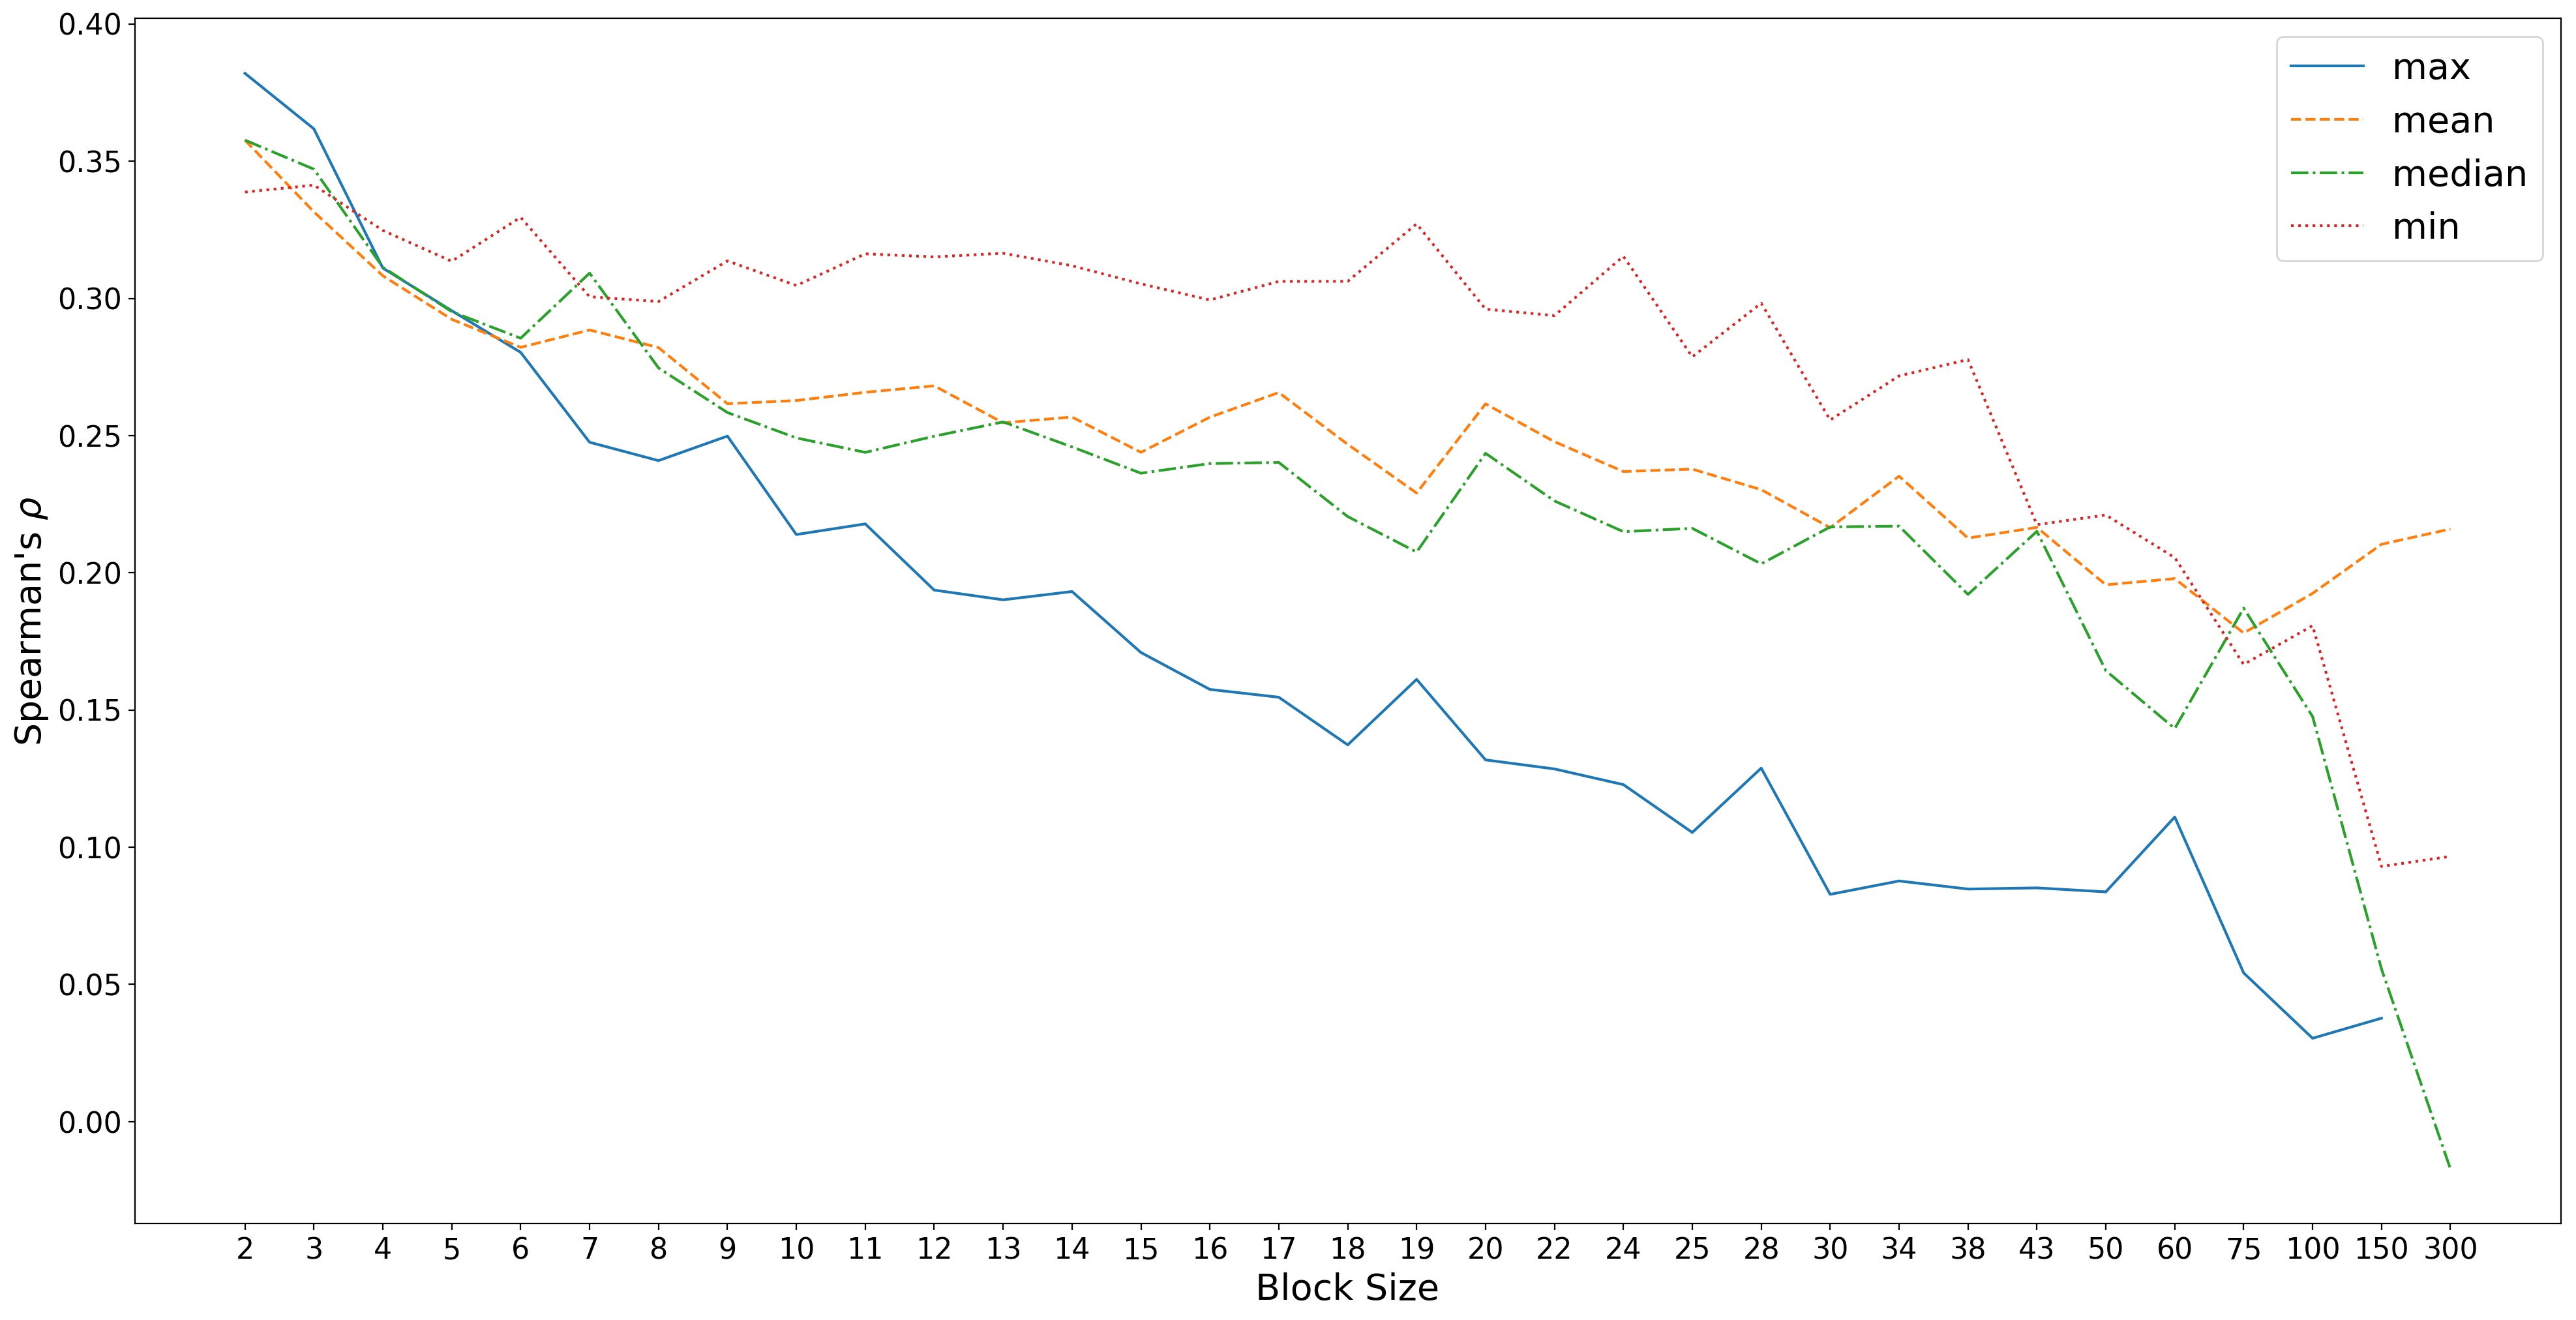 0.40
0.35
0.30
0.25
0.20
0.15
0.10
0.05
0.00
Spearman's ρ
max
mean
median
min
2 3 4 5 6 7 8 9 10 11 12 13 14 15 16 17 18 19 20 22 24 25 28 30 34 38 43 50 60 75 100 150 300
Block Size